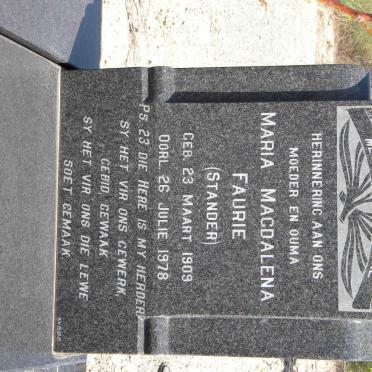 HERINNERING AAN ONS
MOEDER EN OUMA
MARIA MAGDALENA
FAURIE
(STANDER)
GEB. 23 MAART 1909
OORL. 26 JULIE 1978
PS. 23 DIE HERE IS MY HERDER
SY HET VIR ONS GEWERK,
GEBID, GEWAAK
SY HET VIR ONS DIE LEWE
SOET GEMAAK